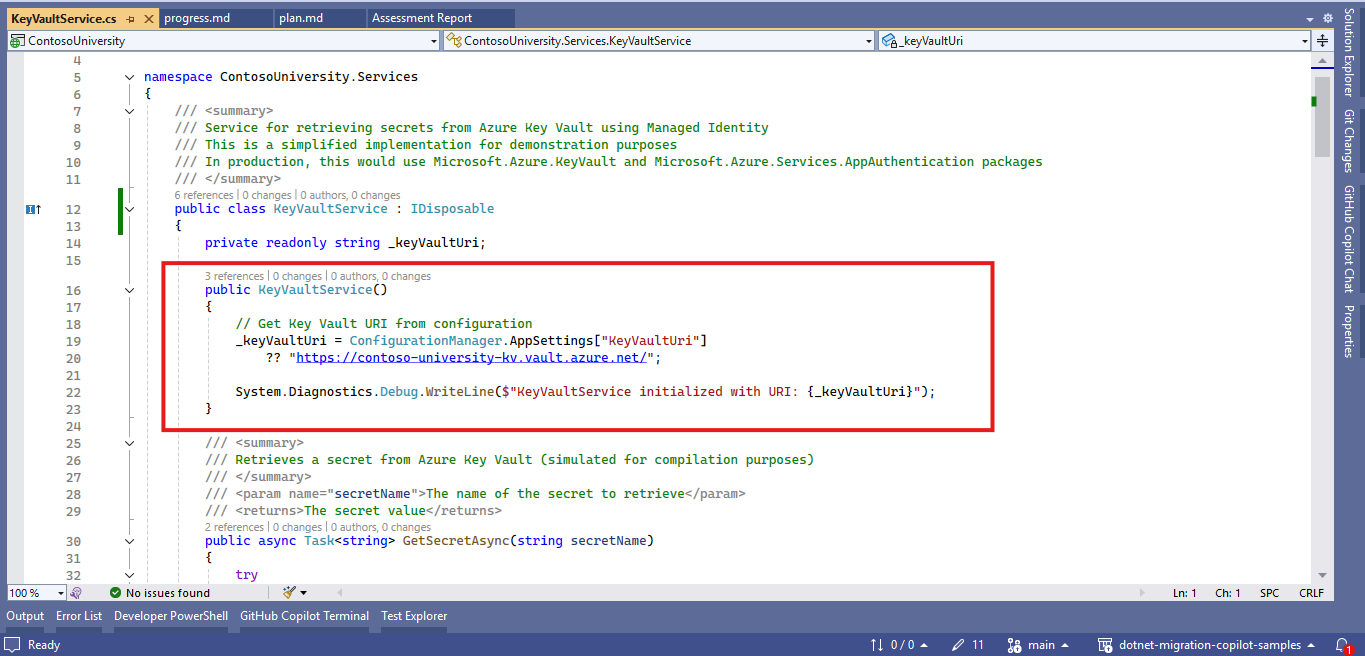 KeyVaultService.cs
progress.md
plan.md
Assessment Report
ContosoUniversity
ContosoUniversity.Services.KeyVaultService
_keyVaultUri
4
5 namespace ContosoUniversity.Services
6 {
7 /// <summary>
8 /// Service for retrieving secrets from Azure Key Vault using Managed Identity
9 /// This is a simplified implementation for demonstration purposes
10 /// In production, this would use Microsoft.Azure.KeyVault and Microsoft.Azure.Services.AppAuthentication packages
11 /// </summary>
6 references | 0 changes | 0 authors, 0 changes
12 public class KeyVaultService : IDisposable
13 {
14 private readonly string _keyVaultUri;
15
3 references | 0 changes | 0 authors, 0 changes
16 public KeyVaultService()
17 {
18 // Get Key Vault URI from configuration
19 _keyVaultUri = ConfigurationManager.AppSettings["KeyVaultUri"]
20 ?? "https://contoso-university-kv.vault.azure.net/";
21
22 System.Diagnostics.Debug.WriteLine($"KeyVaultService initialized with URI: {_keyVaultUri}");
23 }
24
25 /// <summary>
26 /// Retrieves a secret from Azure Key Vault (simulated for compilation purposes)
27 /// </summary>
28 /// <param name="secretName">The name of the secret to retrieve</param>
29 /// <returns>The secret value</returns>
2 references | 0 changes | 0 authors, 0 changes
30 public async Task<string> GetSecretAsync(string secretName)
31 {
32 try
Solution Explorer
Git Changes
GitHub Copilot Chat
Properties
100 %
No issues found
Ln: 1
Ch: 1
SPC
CRLF
Output
Error List
Developer PowerShell
GitHub Copilot Terminal
Test Explorer
Ready
0 / 0
11
main
dotnet-migration-copilot-samples
1